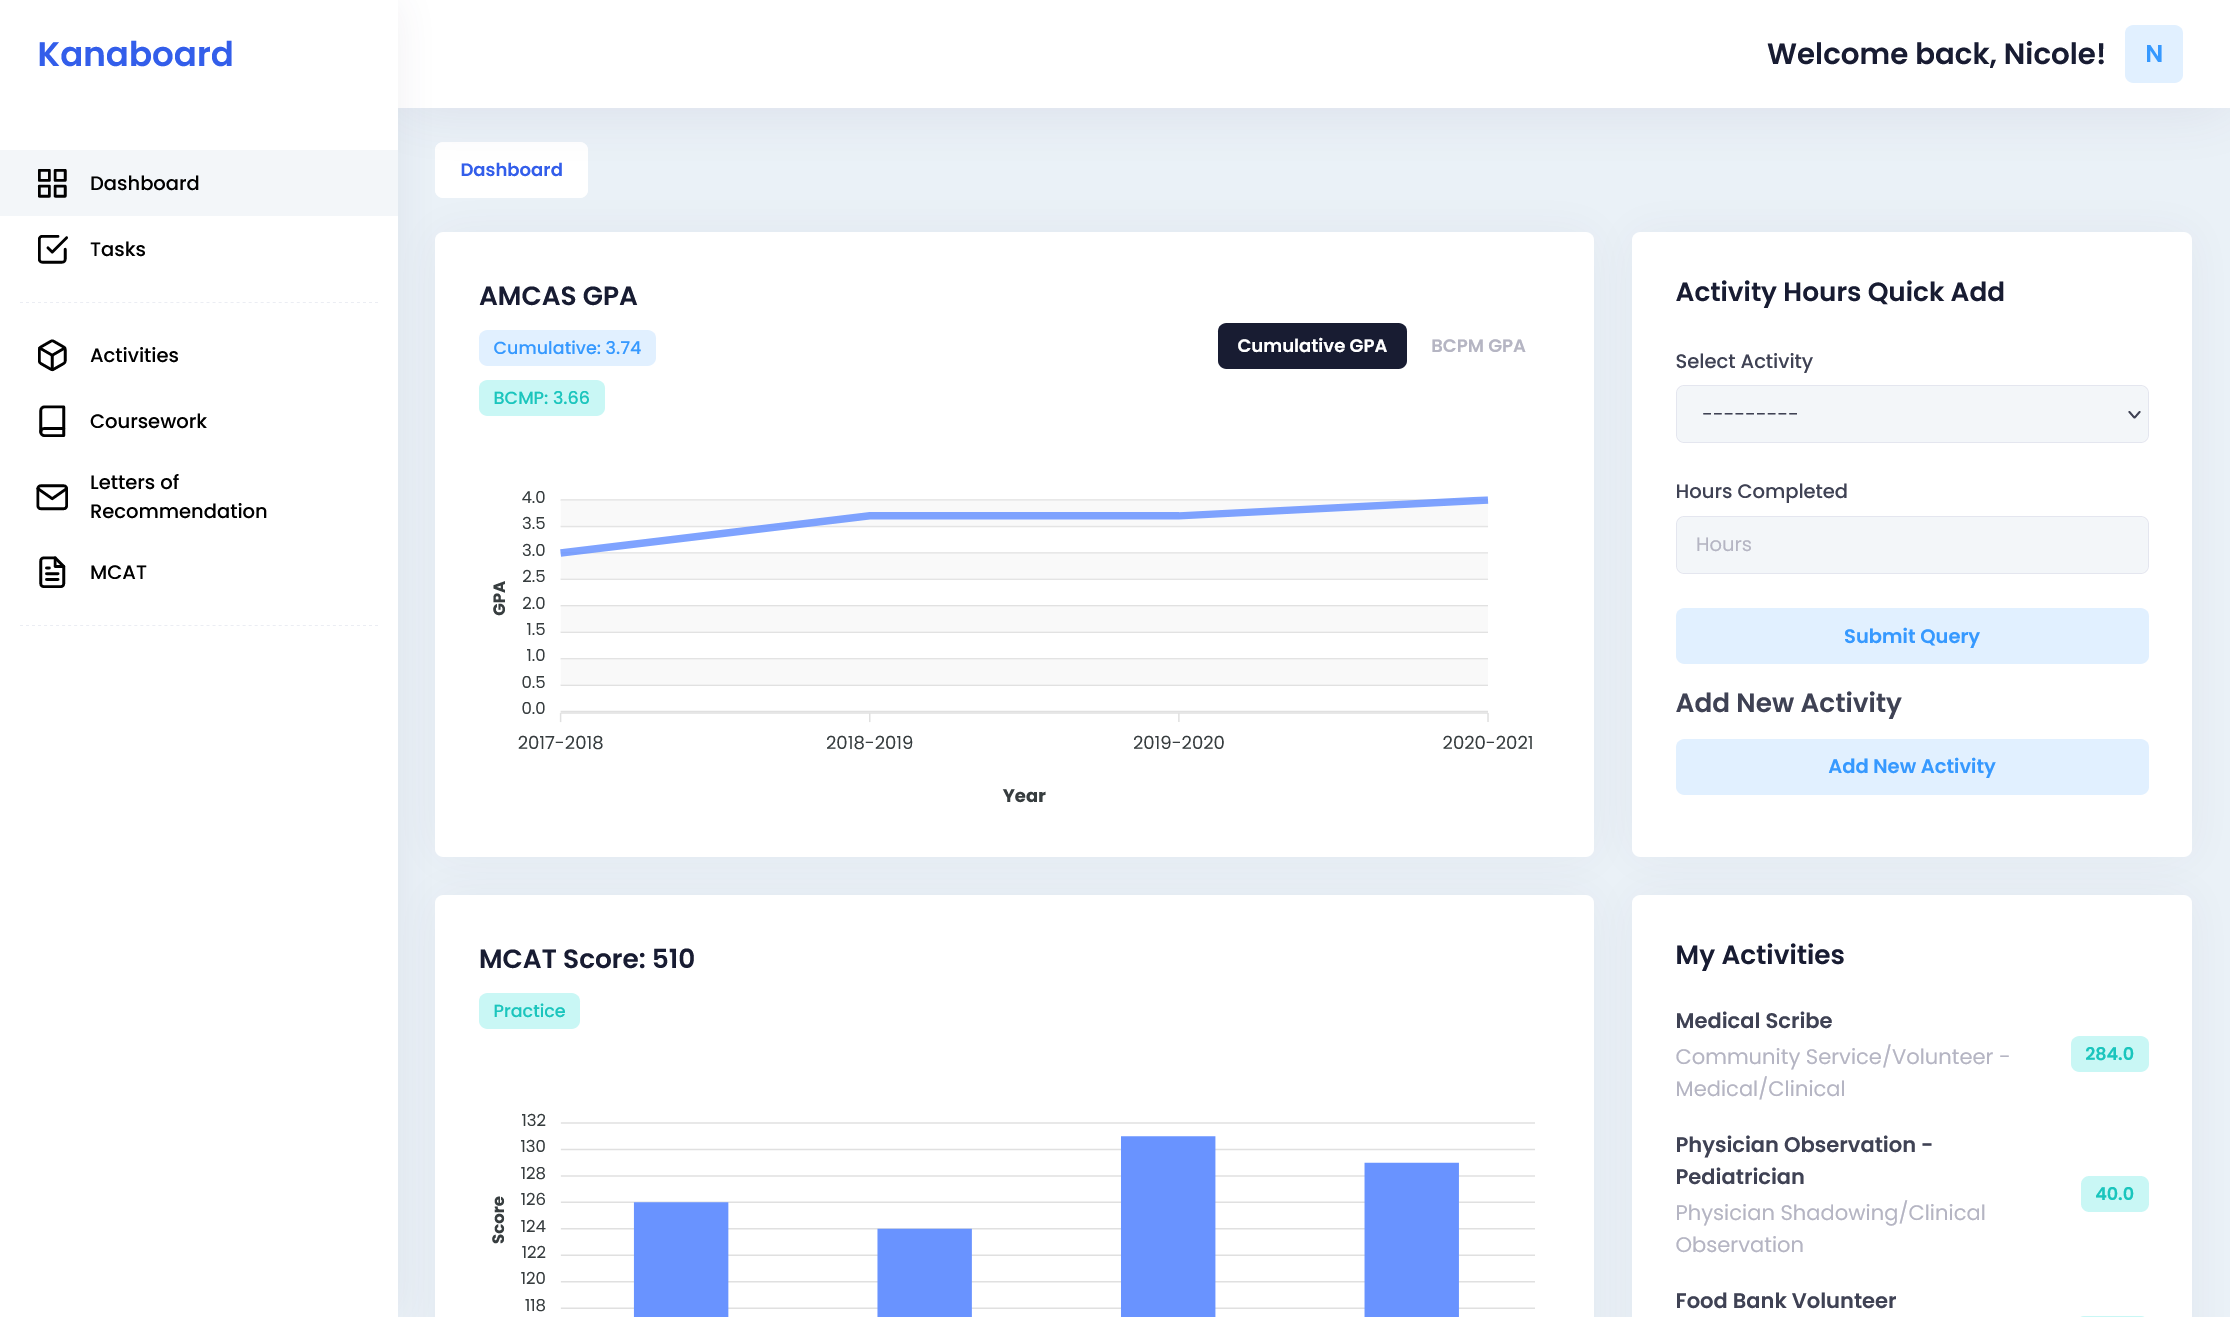 Kanaboard
Welcome back, Nicole!
N
Dashboard
Tasks
Activities
Coursework
Letters of
Recommendation
MCAT
Dashboard
AMCAS GPA
Cumulative: 3.74
BCMP: 3.66
Cumulative GPA
BCPM GPA
4.0
3.5
3.0
2.5
2.0
1.5
1.0
0.5
0.0
GPA
2017-2018
2018-2019
2019-2020
2020-2021
Year
Activity Hours Quick Add
Select Activity
---------
Hours Completed
Hours
Submit Query
Add New Activity
Add New Activity
MCAT Score: 510
Practice
132
130
128
126
124
122
120
118
Score
My Activities
Medical Scribe
Community Service/Volunteer -
Medical/Clinical
284.0
Physician Observation -
Pediatrician
Physician Shadowing/Clinical
Observation
40.0
Food Bank Volunteer